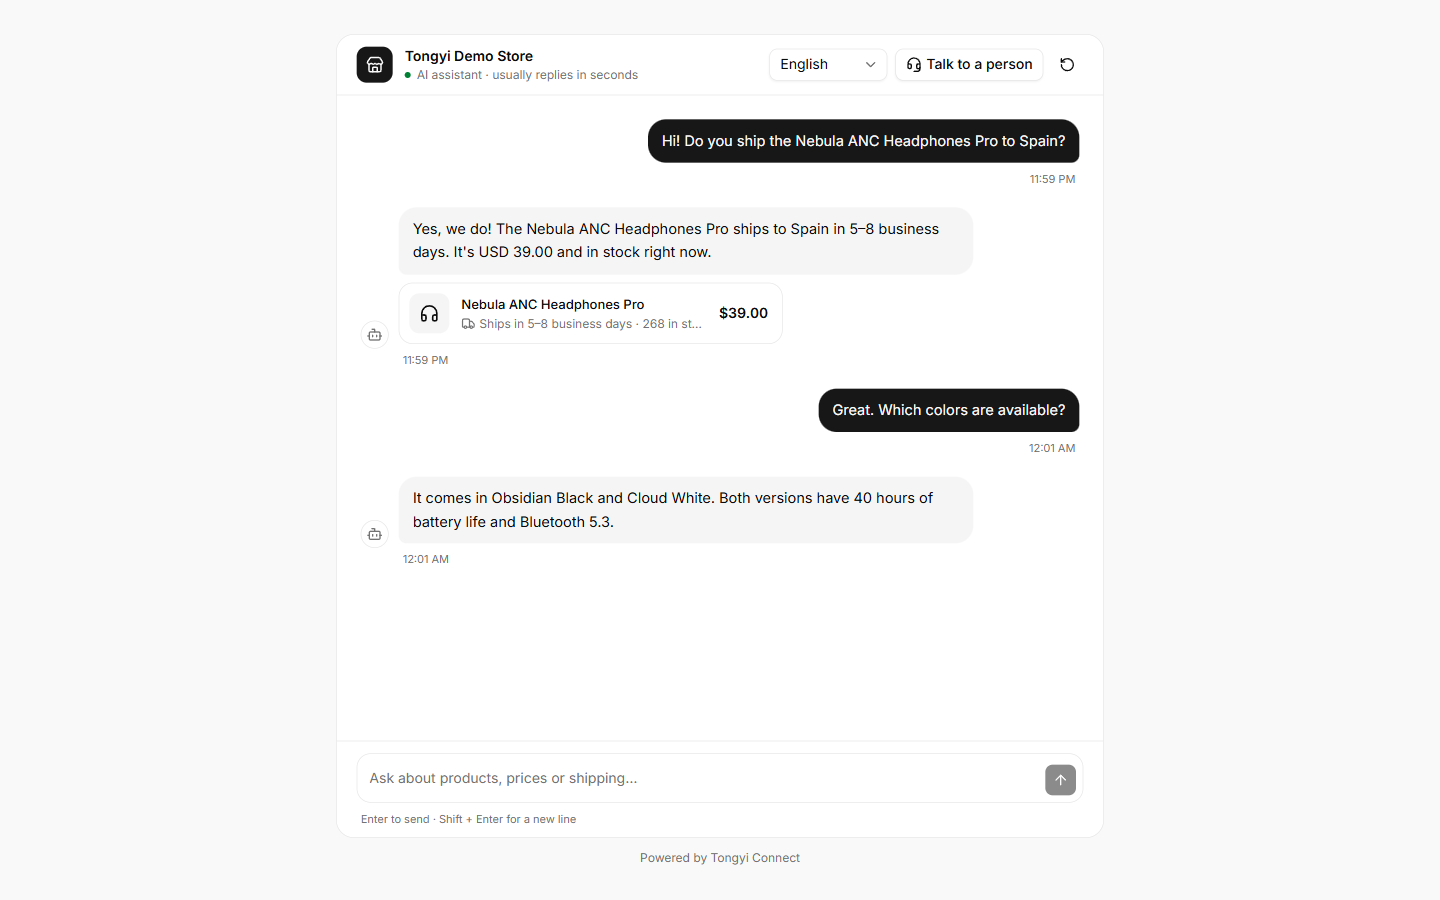 Tongyi Demo Store
AI assistant · usually replies in seconds
English
Talk to a person
Hi! Do you ship the Nebula ANC Headphones Pro to Spain?
11:59 PM
Yes, we do! The Nebula ANC Headphones Pro ships to Spain in 5–8 business
days. It's USD 39.00 and in stock right now.
Nebula ANC Headphones Pro
Ships in 5–8 business days · 268 in st...
$39.00
11:59 PM
Great. Which colors are available?
12:01 AM
It comes in Obsidian Black and Cloud White. Both versions have 40 hours of
battery life and Bluetooth 5.3.
12:01 AM
Ask about products, prices or shipping...
Enter to send · Shift + Enter for a new line
Powered by Tongyi Connect